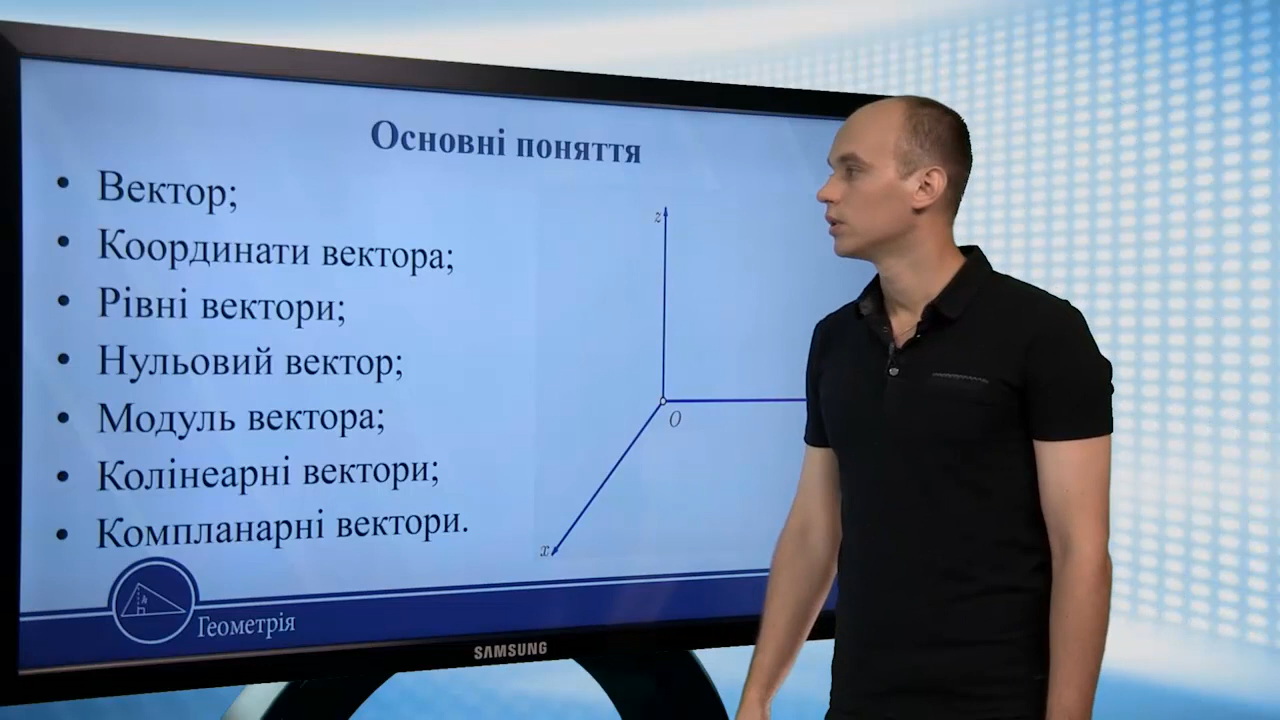 Основні поняття
• Вектор;
• Координати вектора;
• Рівні вектори;
• Нульовий вектор;
• Модуль вектора;
• Колінеарні вектори;
• Компланарні вектори.
z
O
x
h
Геометрія
SAMSUNG